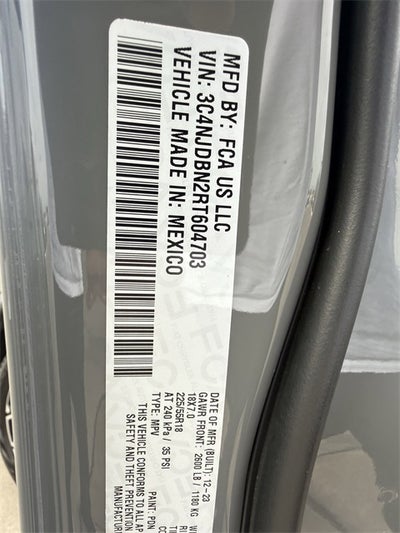 MFD BY: FCA US LLC
VIN: 3C4NJDBN2RT604703
VEHICLE MADE IN: MEXICO
DATE OF MFR (BUILT): 12-23
GAWR FRONT: 2600 LB / 1180 KG
18X7.0
225/55R18
AT 240 kPa / 35 PSI
TYPE: MPV
THIS VEHICLE CONFORMS TO ALL
SAFETY AND THEFT PREVENTION
PAINT: PDN